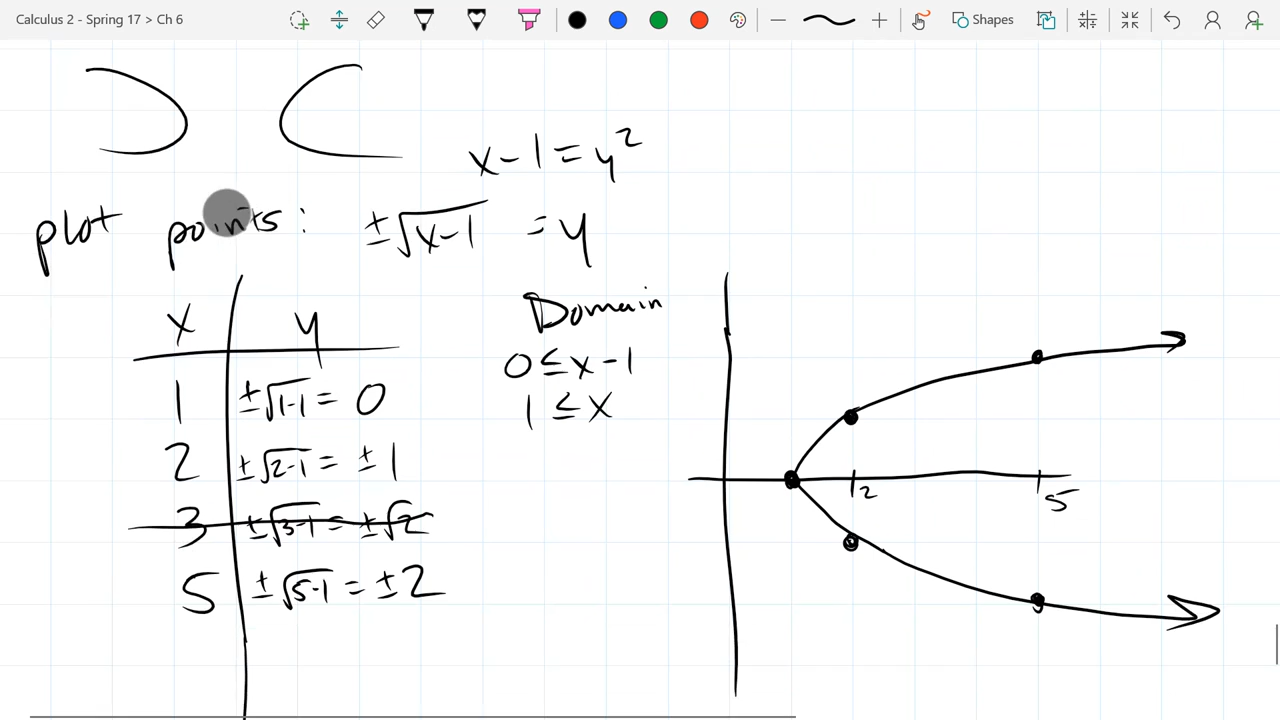 Calculus 2 - Spring 17 > Ch 6
Shapes
x-1=y²
plot points: ±√(x-1) = y
x y
Domain
1 ±√(1-1) = 0
0 ≤ x-1
2 ±√(2-1) = ±1
1 ≤ x
3 ±√(3-1) = ±√2
5 ±√(5-1) = ±2
2
5